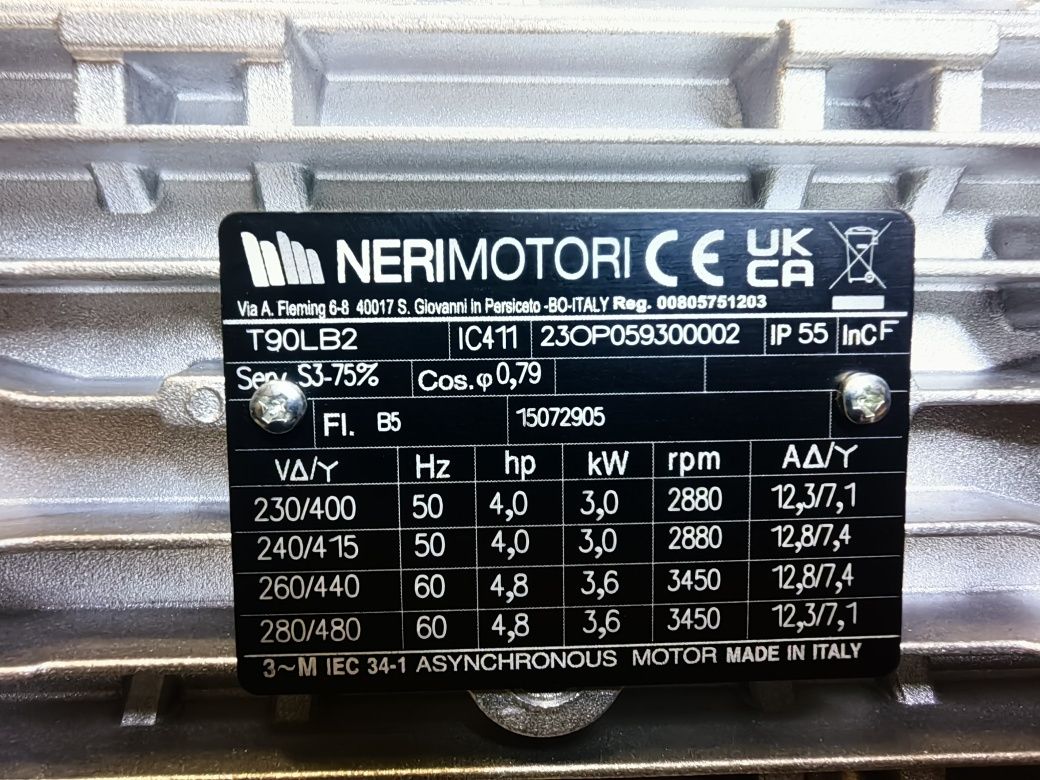 NERIMOTORI CE UK CA
Via A. Fleming 6-8 40017 S. Giovanni in Persiceto -BO-ITALY Reg. 00805751203
T90LB2 IC411 23OP059300002 IP 55 InCF
Serv. S3-75% Cos.φ 0,79
Fl. B5 15072905
VΔ/Y Hz hp kW rpm AΔ/Y
230/400 50 4,0 3,0 2880 12,3/7,1
240/415 50 4,0 3,0 2880 12,8/7,4
260/440 60 4,8 3,6 3450 12,8/7,4
280/480 60 4,8 3,6 3450 12,3/7,1
3~M IEC 34-1 ASYNCHRONOUS MOTOR MADE IN ITALY